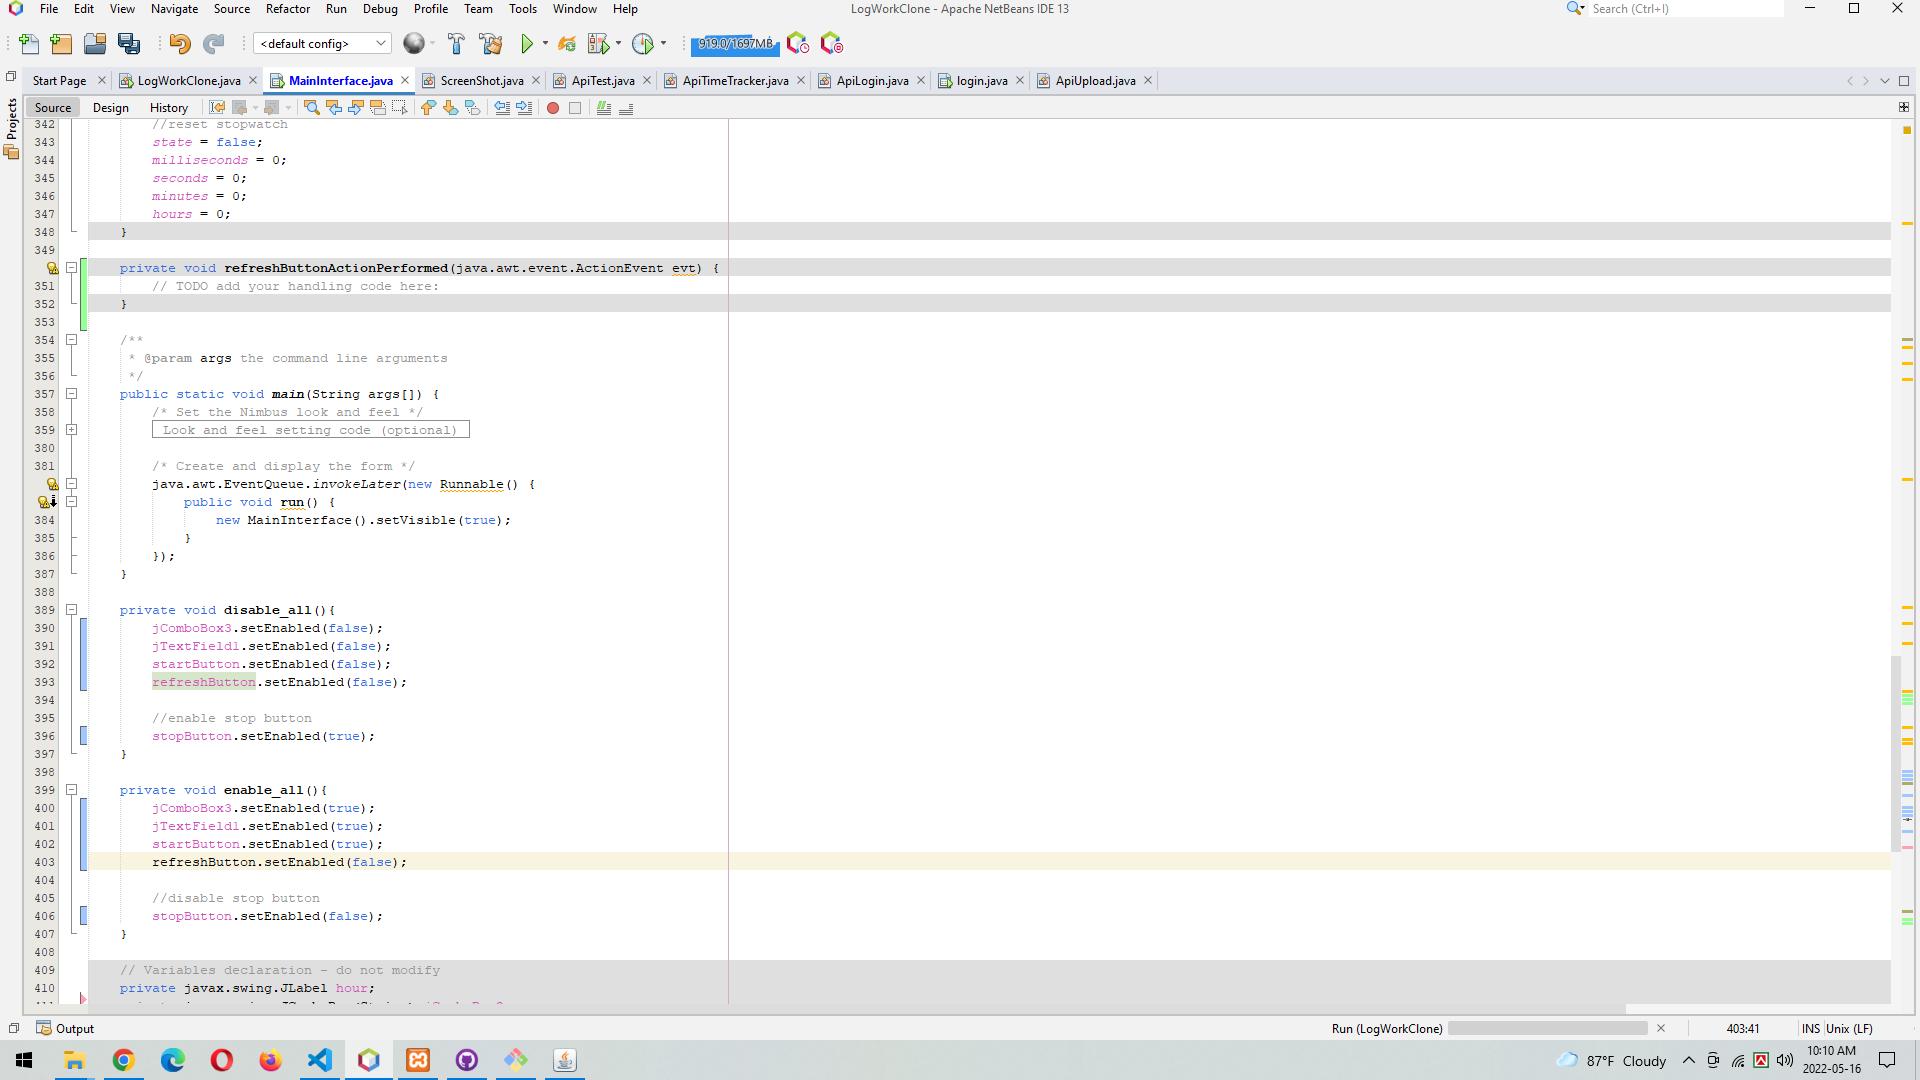 File Edit View Navigate Source Refactor Run Debug Profile Team Tools Window Help LogWorkClone - Apache NetBeans IDE 13 Search (Ctrl+I)
<default config> 919.0/1697MB
Start Page LogWorkClone.java MainInterface.java ScreenShot.java ApiTest.java ApiTimeTracker.java ApiLogin.java login.java ApiUpload.java
Source Design History
Projects
342 //reset stopwatch
343 state = false;
344 milliseconds = 0;
345 seconds = 0;
346 minutes = 0;
347 hours = 0;
348 }
349
private void refreshButtonActionPerformed(java.awt.event.ActionEvent evt) {
351 // TODO add your handling code here:
352 }
353
354 /**
355 * @param args the command line arguments
356 */
357 public static void main(String args[]) {
358 /* Set the Nimbus look and feel */
359 Look and feel setting code (optional)
380
381 /* Create and display the form */
java.awt.EventQueue.invokeLater(new Runnable() {
public void run() {
384 new MainInterface().setVisible(true);
385 }
386 });
387 }
388
389 private void disable_all(){
390 jComboBox3.setEnabled(false);
391 jTextField1.setEnabled(false);
392 startButton.setEnabled(false);
393 refreshButton.setEnabled(false);
394
395 //enable stop button
396 stopButton.setEnabled(true);
397 }
398
399 private void enable_all(){
400 jComboBox3.setEnabled(true);
401 jTextField1.setEnabled(true);
402 startButton.setEnabled(true);
403 refreshButton.setEnabled(false);
404
405 //disable stop button
406 stopButton.setEnabled(false);
407 }
408
409 // Variables declaration - do not modify
410 private javax.swing.JLabel hour;
Output Run (LogWorkClone) 403:41 INS Unix (LF)
87°F Cloudy 10:10 AM
2022-05-16